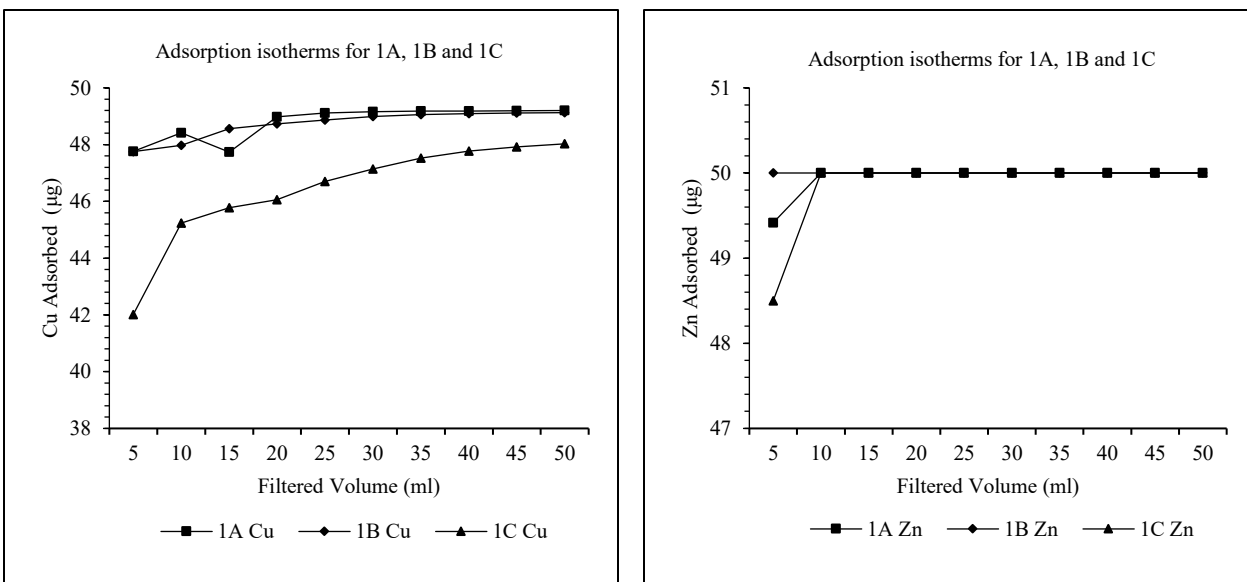 Adsorption isotherms for 1A, 1B and 1C
50
48
46
44
42
40
38
Cu Adsorbed (µg)
5 10 15 20 25 30 35 40 45 50
Filtered Volume (ml)
1A Cu 1B Cu 1C Cu
Adsorption isotherms for 1A, 1B and 1C
51
50
49
48
47
Zn Adsorbed (µg)
5 10 15 20 25 30 35 40 45 50
Filtered Volume (ml)
1A Zn 1B Zn 1C Zn